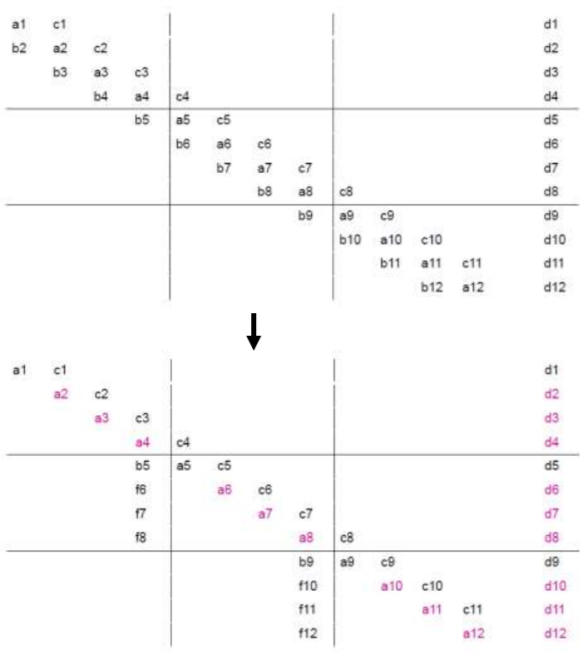 a1 c1 d1
b2 a2 c2 d2
b3 a3 c3 d3
b4 a4 c4 d4
b5 a5 c5 d5
b6 a6 c6 d6
b7 a7 c7 d7
b8 a8 c8 d8
b9 a9 c9 d9
b10 a10 c10 d10
b11 a11 c11 d11
b12 a12 d12
a1 c1 d1
a2 c2 d2
a3 c3 d3
a4 c4 d4
b5 a5 c5 d5
f6 a6 c6 d6
f7 a7 c7 d7
f8 a8 c8 d8
b9 a9 c9 d9
f10 a10 c10 d10
f11 a11 c11 d11
f12 a12 d12